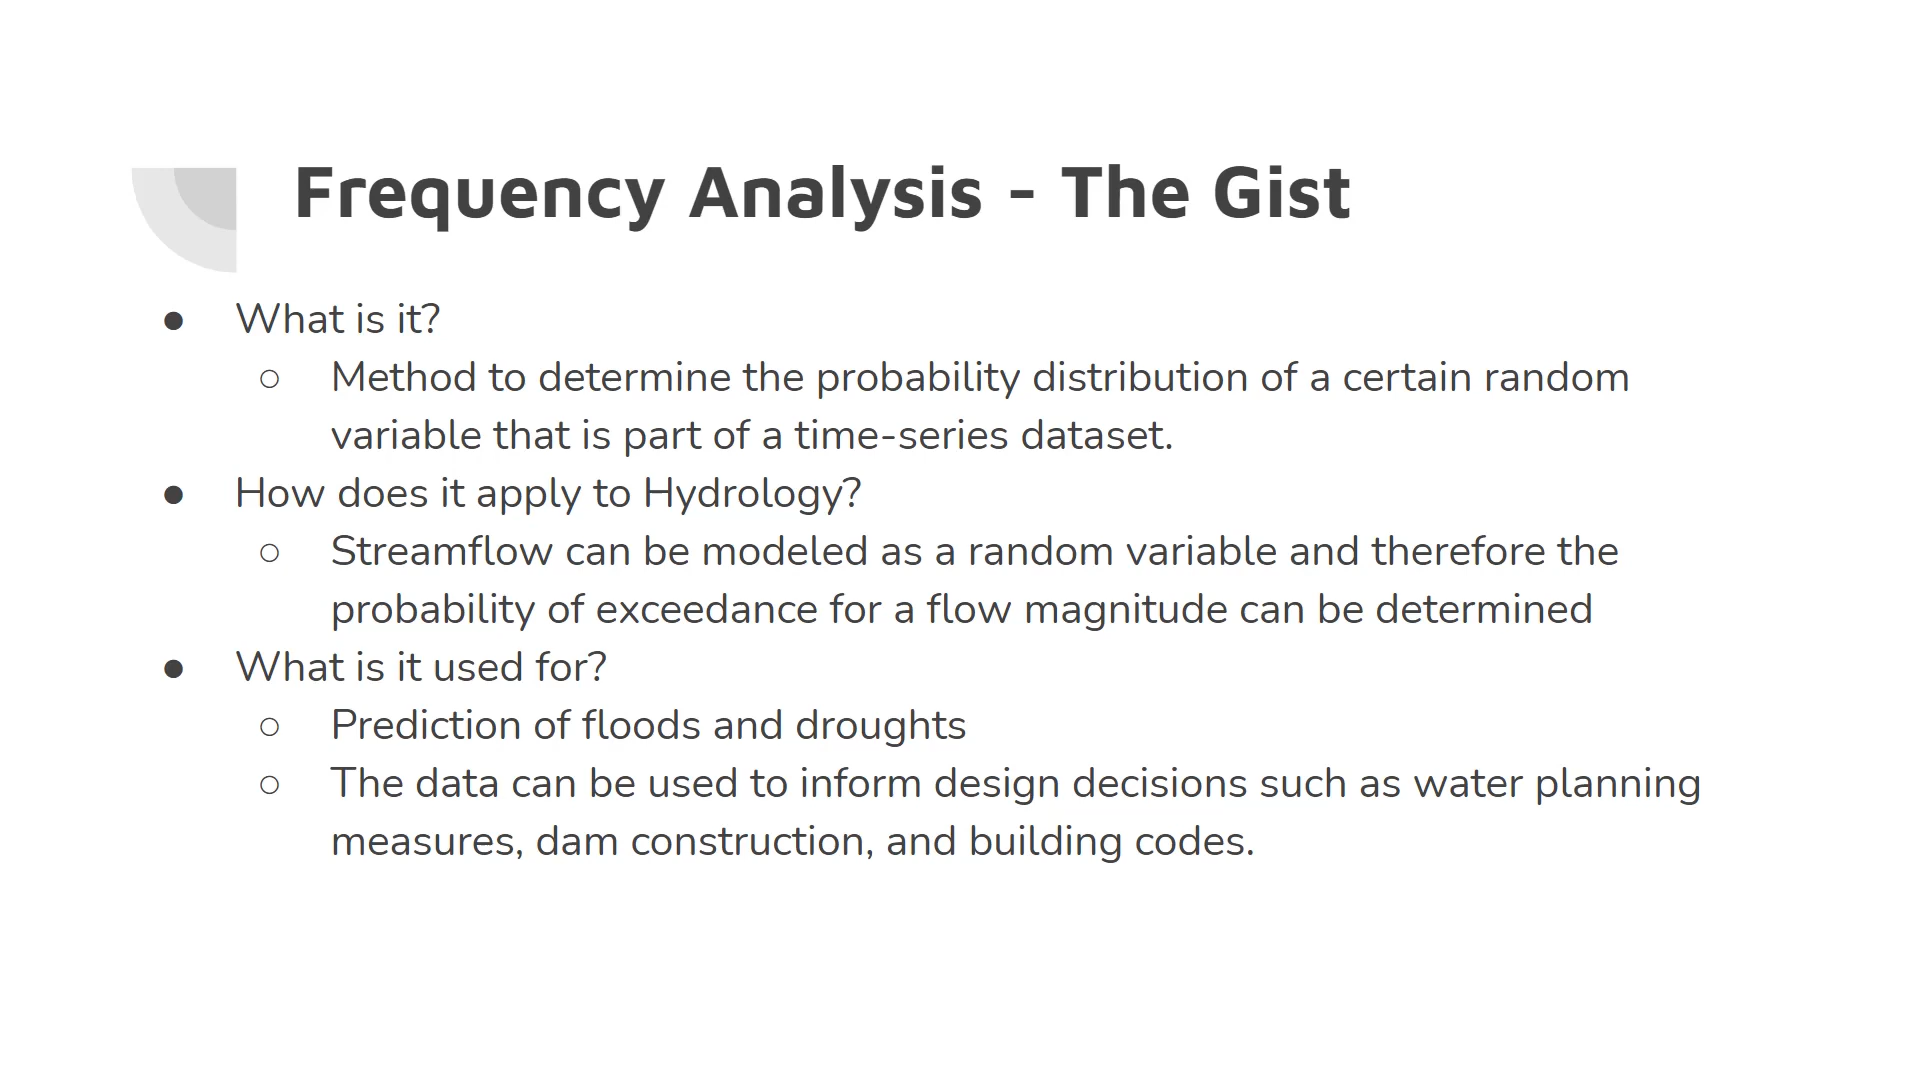 Frequency Analysis - The Gist
● What is it?
○ Method to determine the probability distribution of a certain random
variable that is part of a time-series dataset.
● How does it apply to Hydrology?
○ Streamflow can be modeled as a random variable and therefore the
probability of exceedance for a flow magnitude can be determined
● What is it used for?
○ Prediction of floods and droughts
○ The data can be used to inform design decisions such as water planning
measures, dam construction, and building codes.